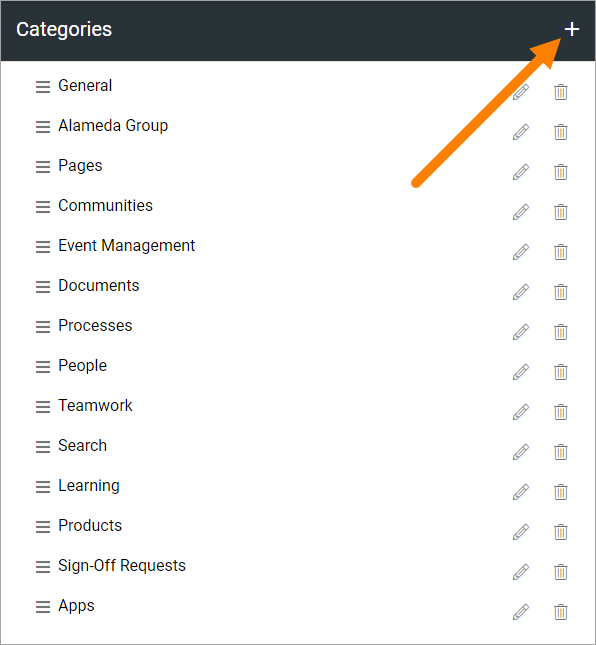 Categories
General
Alameda Group
Pages
Communities
Event Management
Documents
Processes
People
Teamwork
Search
Learning
Products
Sign-Off Requests
Apps